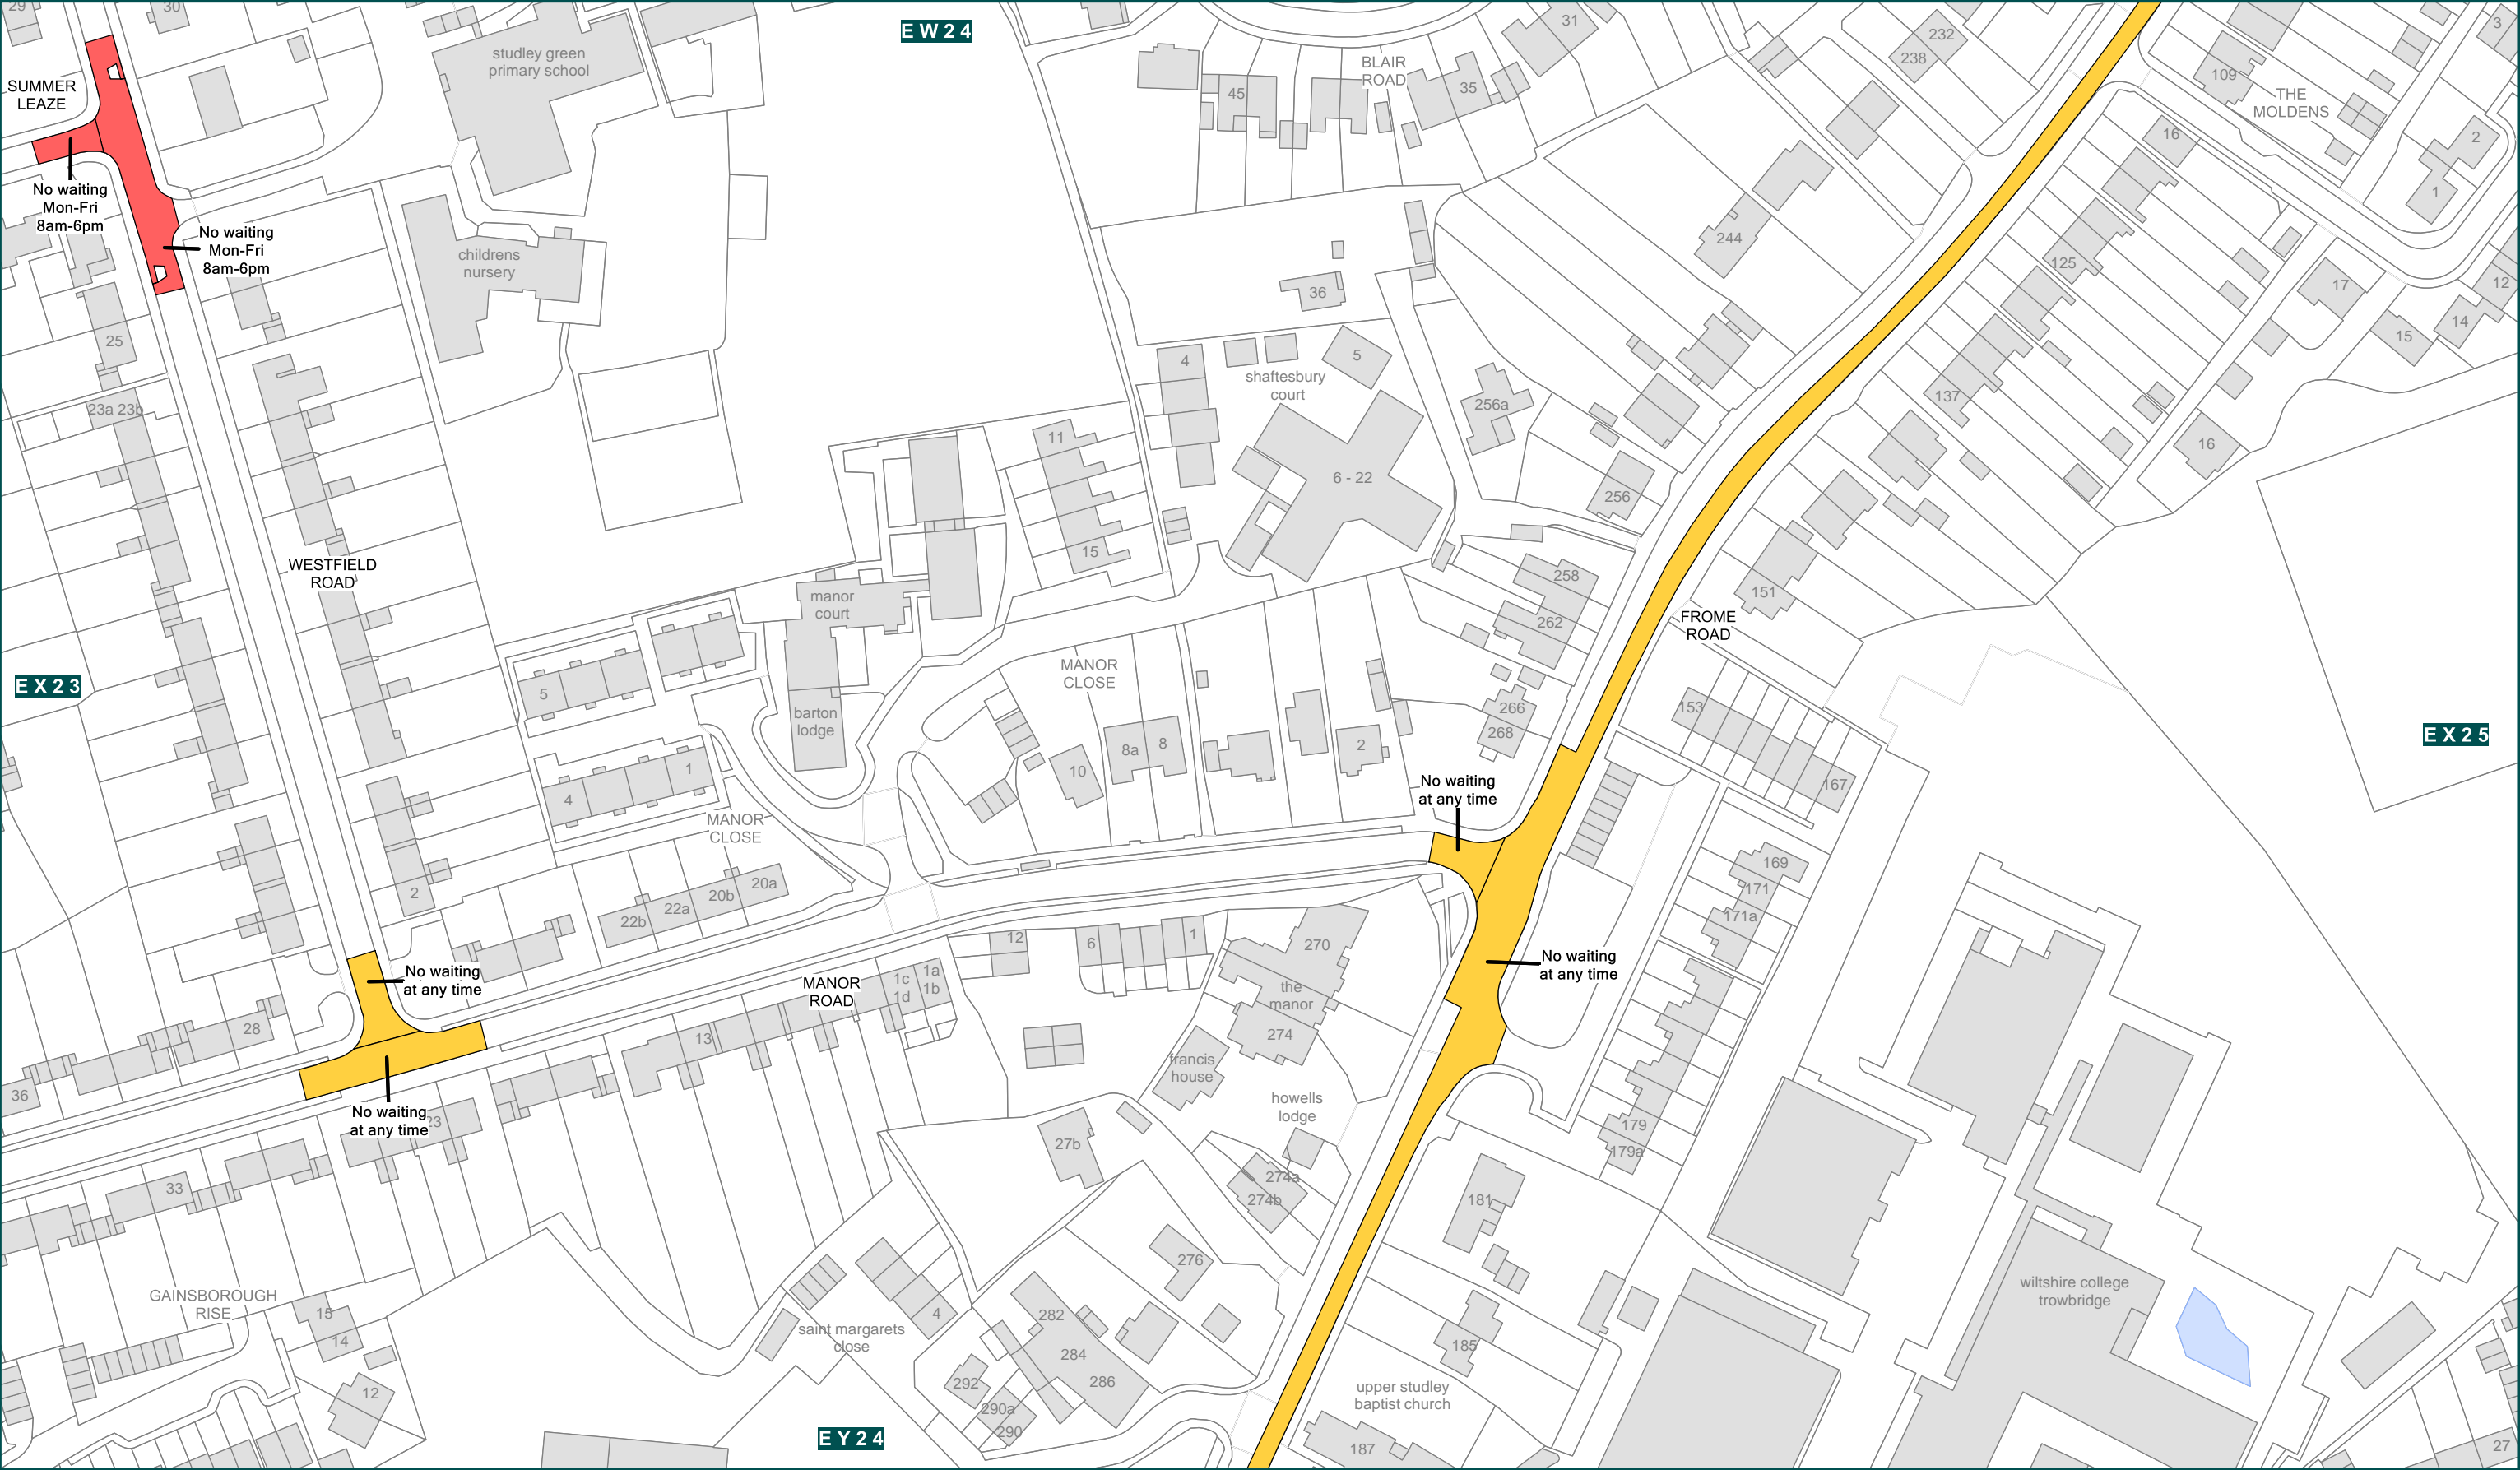 29
30
studley green
primary school
EW24
BLAIR
ROAD
31
232
238
109
3
THE
MOLDENS
SUMMER
LEAZE
45
35
16
2
1
No waiting
Mon-Fri
8am-6pm
No waiting
Mon-Fri
8am-6pm
childrens
nursery
244
125
36
17
12
14
15
25
4
5
shaftesbury
court
23a 23b
256a
137
11
16
6 - 22
256
15
WESTFIELD
ROAD
258
262
151
manor
court
FROME
ROAD
EX23
5
MANOR
CLOSE
barton
lodge
266
268
153
EX25
8a
8
2
10
167
1
4
No waiting
at any time
MANOR
CLOSE
169
171
171a
2
20a
20b
22a
22b
12
6
1
270
No waiting
at any time
No waiting
at any time
MANOR
ROAD
1c
1d
1a
1b
the
manor
274
28
13
36
francis
house
howells
lodge
No waiting
at any time
23
27b
179
179a
33
274a
274b
181
276
GAINSBOROUGH
RISE
15
14
4
saint margarets
close
282
284
286
185
wiltshire college
trowbridge
12
292
290a
290
upper studley
baptist church
EY24
187
27